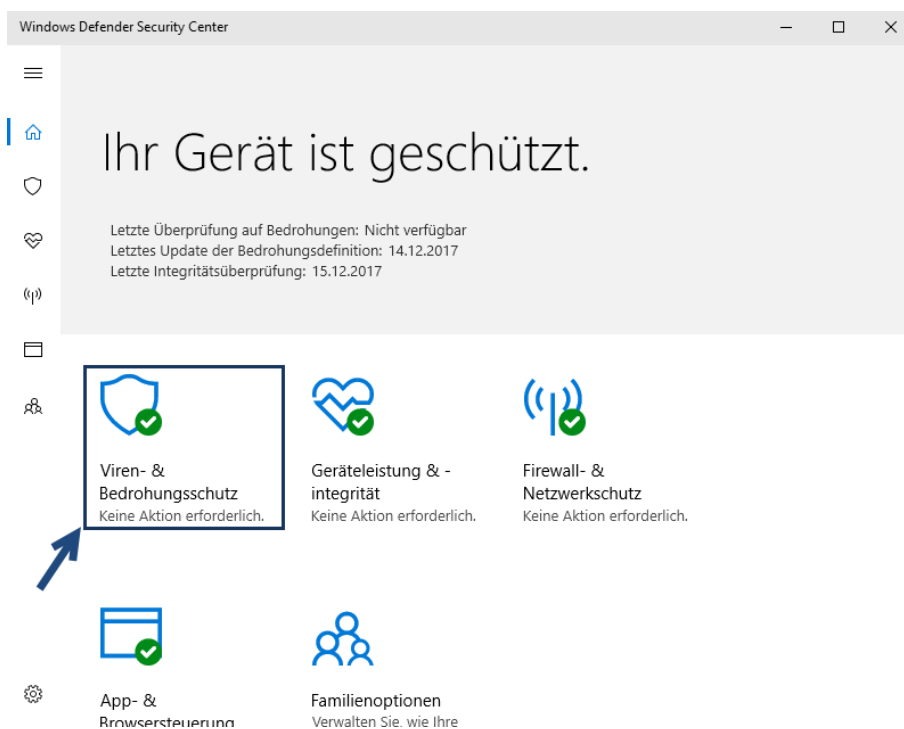 Windows Defender Security Center
Ihr Gerät ist geschützt.
Letzte Überprüfung auf Bedrohungen: Nicht verfügbar
Letztes Update der Bedrohungsdefinition: 14.12.2017
Letzte Integritätsüberprüfung: 15.12.2017
Viren- &
Bedrohungsschutz
Keine Aktion erforderlich.
Geräteleistung & -
integrität
Keine Aktion erforderlich.
Firewall- &
Netzwerkschutz
Keine Aktion erforderlich.
App- &
Browsersteuerung
Familienoptionen
Verwalten Sie, wie Ihre